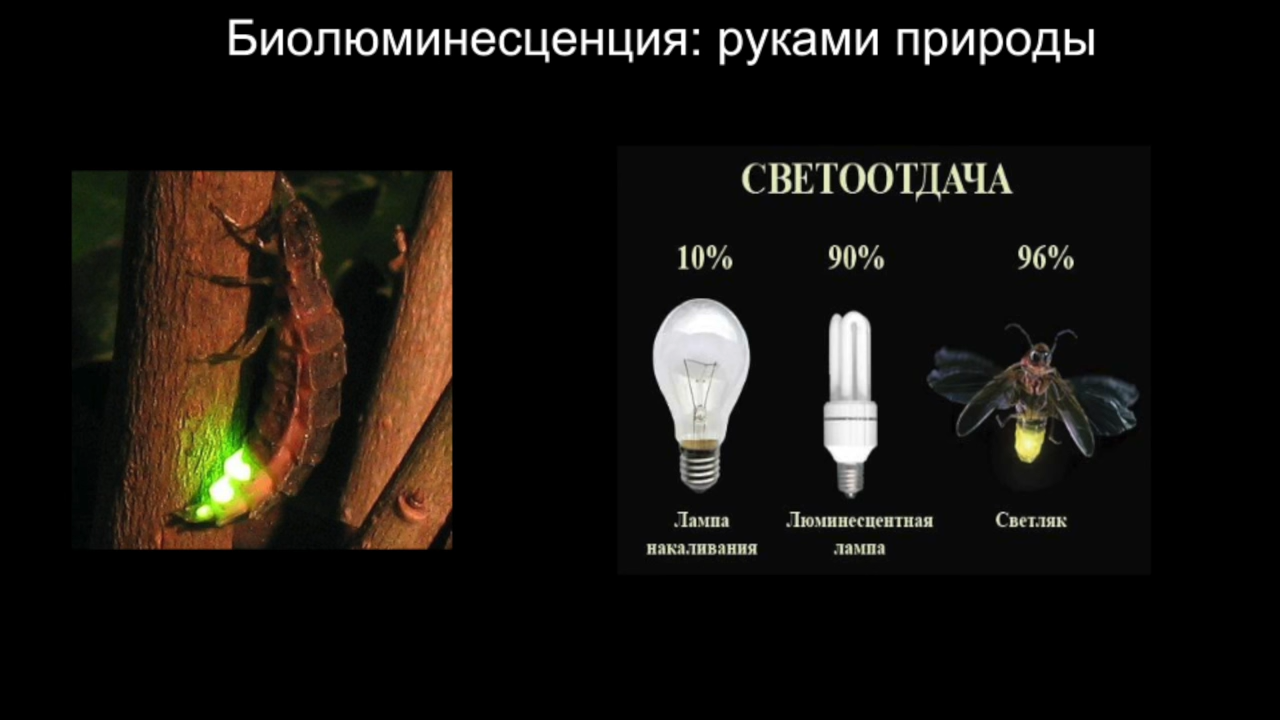 Биолюминесценция: руками природы
СВЕТООТДАЧА
10% 90% 96%
Лампа накаливания
Люминесцентная лампа
Светляк